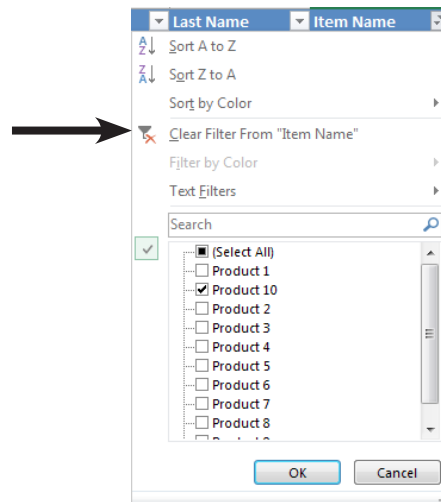 Last Name Item Name
Sort A to Z
Sort Z to A
Sort by Color
Clear Filter From "Item Name"
Filter by Color
Text Filters
Search
(Select All)
Product 1
Product 10
Product 2
Product 3
Product 4
Product 5
Product 6
Product 7
Product 8
OK Cancel